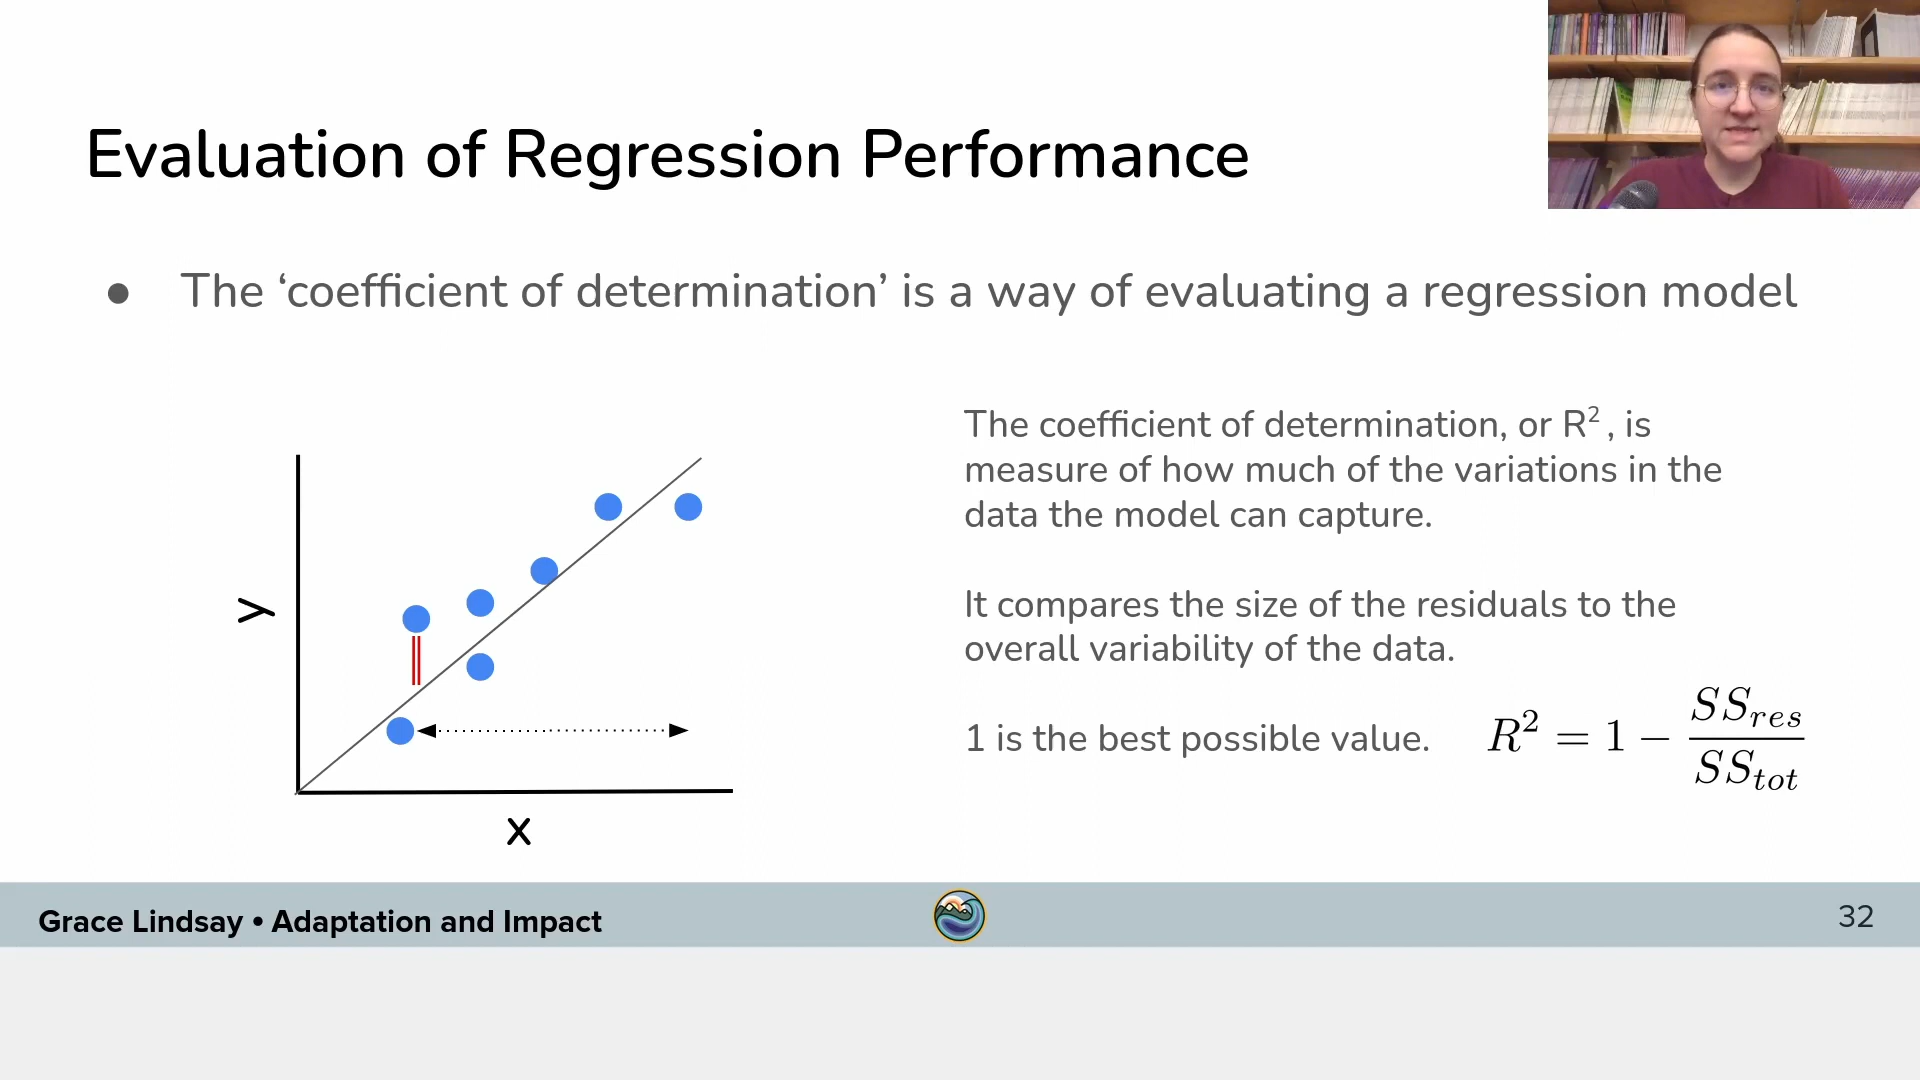 Evaluation of Regression Performance
● The ‘coefficient of determination’ is a way of evaluating a regression model
The coefficient of determination, or R², is
measure of how much of the variations in the
data the model can capture.
It compares the size of the residuals to the
overall variability of the data.
1 is the best possible value.
R² = 1 − SS_res / SS_tot
y
x
Grace Lindsay • Adaptation and Impact
32